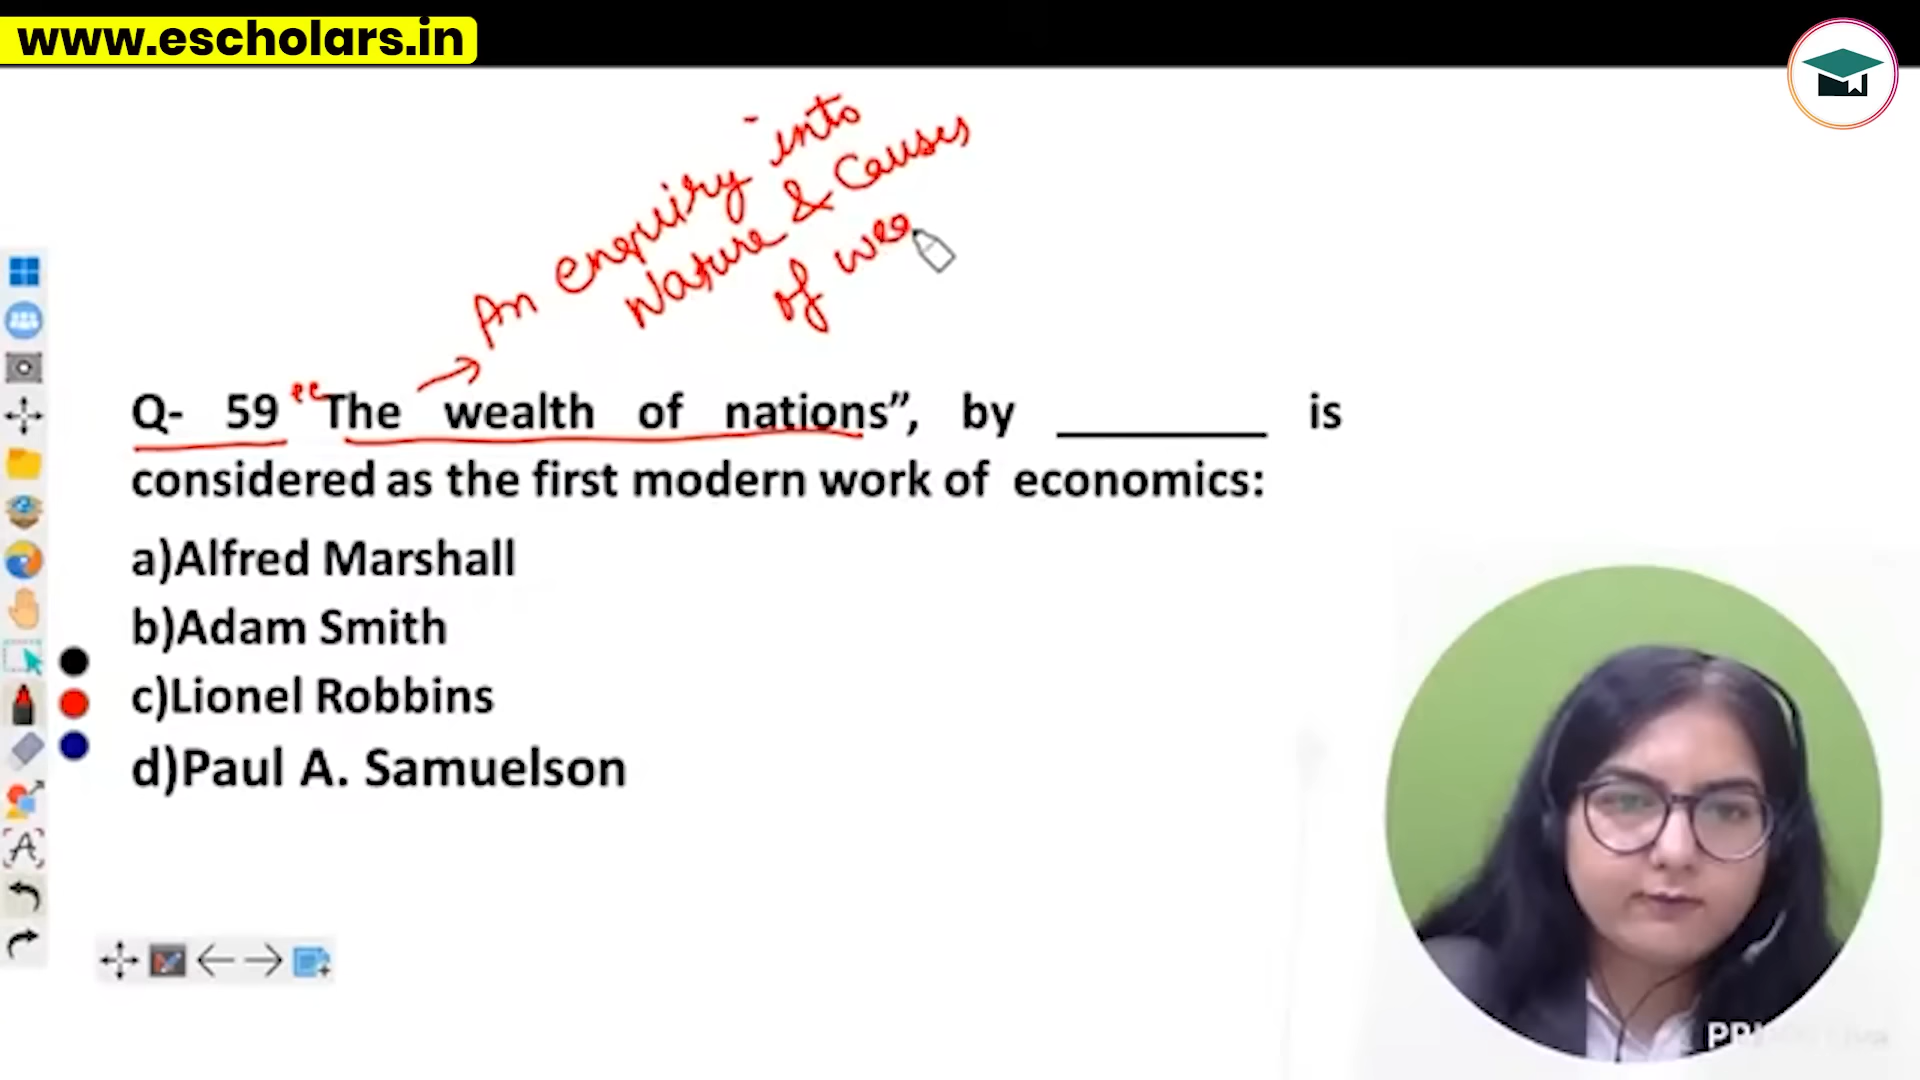 www.escholars.in
An enquiry into
Nature & Causes
of wea
Q- 59 "The wealth of nations”, by ________ is
considered as the first modern work of economics:
a)Alfred Marshall
b)Adam Smith
c)Lionel Robbins
d)Paul A. Samuelson